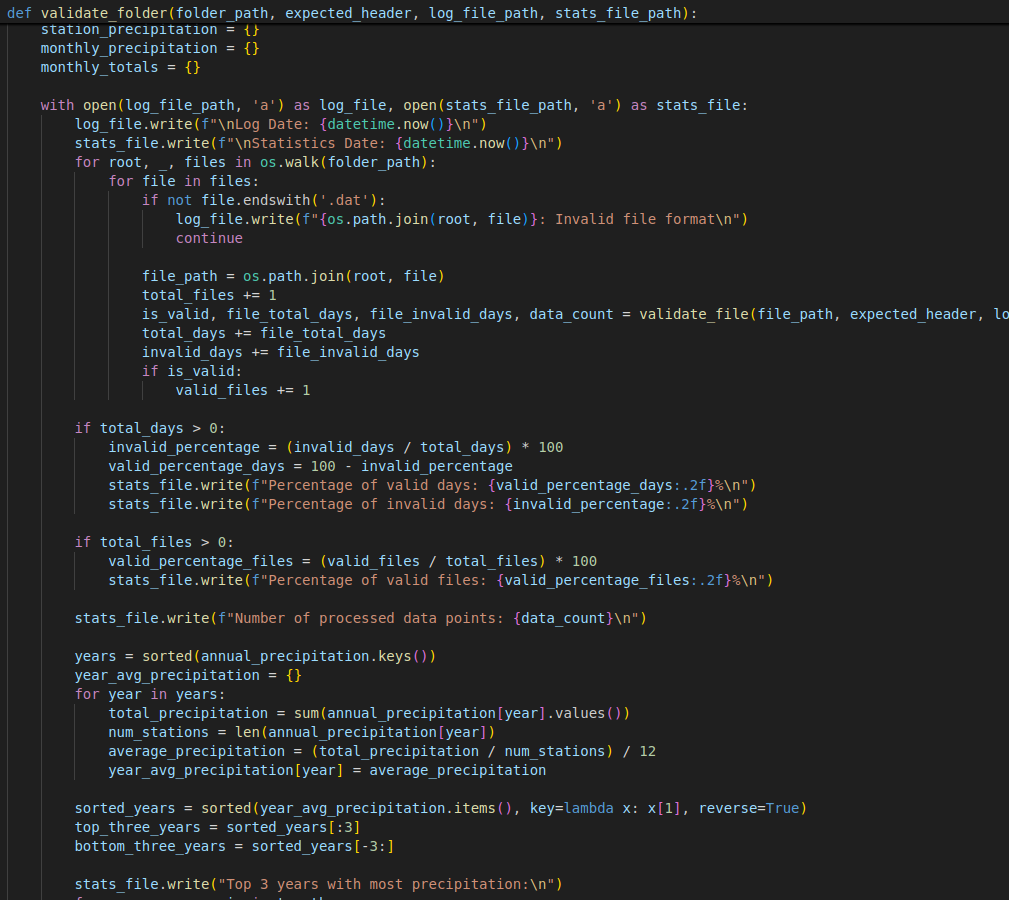 def validate_folder(folder_path, expected_header, log_file_path, stats_file_path):
    station_precipitation = {}
    monthly_precipitation = {}
    monthly_totals = {}

    with open(log_file_path, 'a') as log_file, open(stats_file_path, 'a') as stats_file:
        log_file.write(f"\nLog Date: {datetime.now()}\n")
        stats_file.write(f"\nStatistics Date: {datetime.now()}\n")
        for root, _, files in os.walk(folder_path):
            for file in files:
                if not file.endswith('.dat'):
                    log_file.write(f"{os.path.join(root, file)}: Invalid file format\n")
                    continue

                file_path = os.path.join(root, file)
                total_files += 1
                is_valid, file_total_days, file_invalid_days, data_count = validate_file(file_path, expected_header, lo
                total_days += file_total_days
                invalid_days += file_invalid_days
                if is_valid:
                    valid_files += 1

        if total_days > 0:
            invalid_percentage = (invalid_days / total_days) * 100
            valid_percentage_days = 100 - invalid_percentage
            stats_file.write(f"Percentage of valid days: {valid_percentage_days:.2f}%\n")
            stats_file.write(f"Percentage of invalid days: {invalid_percentage:.2f}%\n")

        if total_files > 0:
            valid_percentage_files = (valid_files / total_files) * 100
            stats_file.write(f"Percentage of valid files: {valid_percentage_files:.2f}%\n")

        stats_file.write(f"Number of processed data points: {data_count}\n")

        years = sorted(annual_precipitation.keys())
        year_avg_precipitation = {}
        for year in years:
            total_precipitation = sum(annual_precipitation[year].values())
            num_stations = len(annual_precipitation[year])
            average_precipitation = (total_precipitation / num_stations) / 12
            year_avg_precipitation[year] = average_precipitation

        sorted_years = sorted(year_avg_precipitation.items(), key=lambda x: x[1], reverse=True)
        top_three_years = sorted_years[:3]
        bottom_three_years = sorted_years[-3:]

        stats_file.write("Top 3 years with most precipitation:\n")